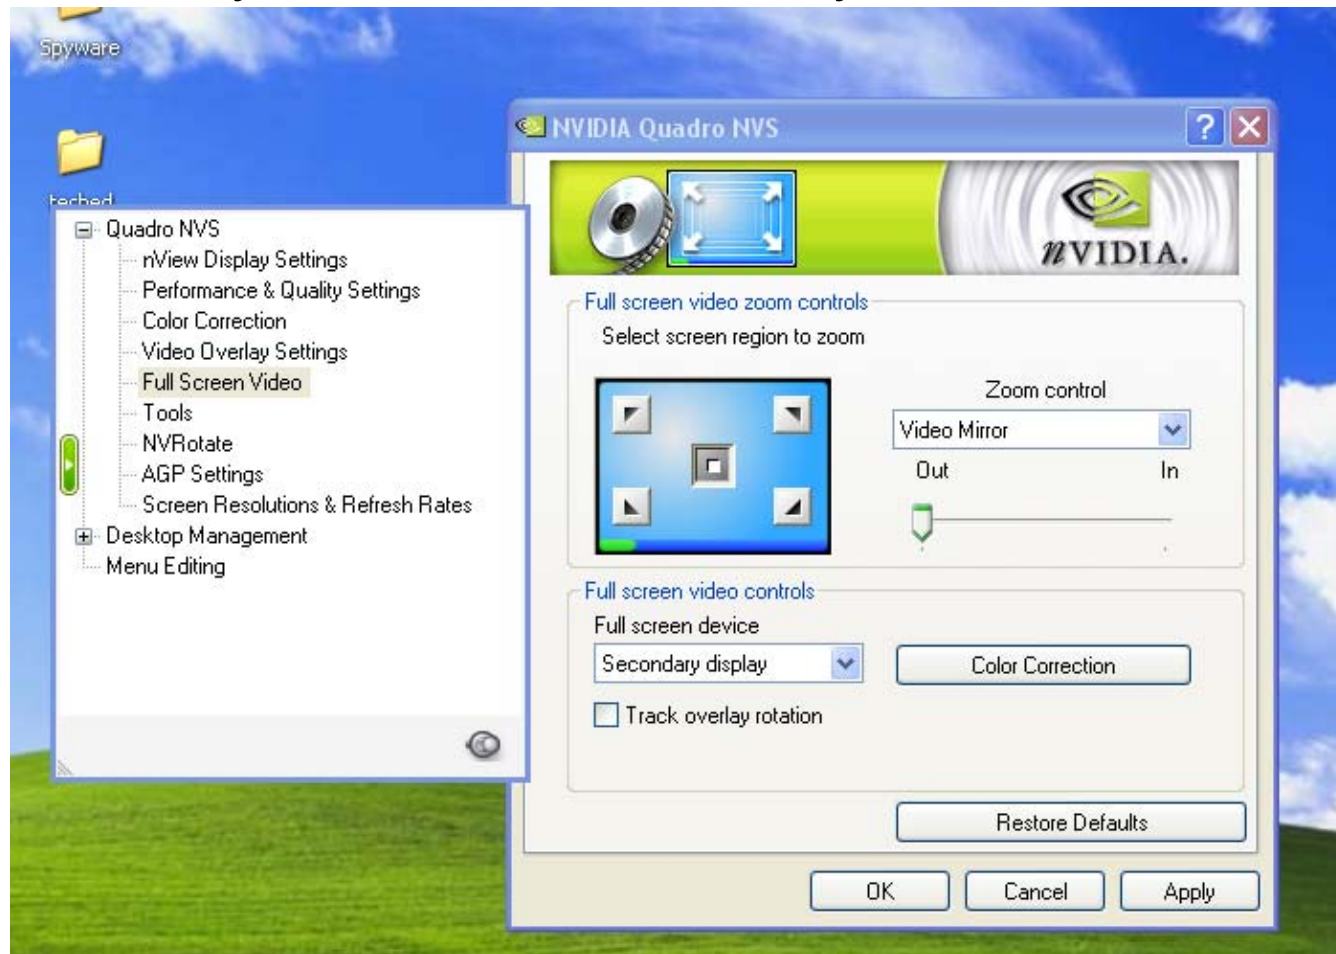 Spyware
teched
NVIDIA Quadro NVS
?
nVIDIA.
Quadro NVS
nView Display Settings
Performance & Quality Settings
Color Correction
Video Overlay Settings
Full Screen Video
Tools
NVRotate
AGP Settings
Screen Resolutions & Refresh Rates
Desktop Management
Menu Editing
Full screen video zoom controls
Select screen region to zoom
Zoom control
Video Mirror
Out In
Full screen video controls
Full screen device
Secondary display
Color Correction
Track overlay rotation
Restore Defaults
OK Cancel Apply